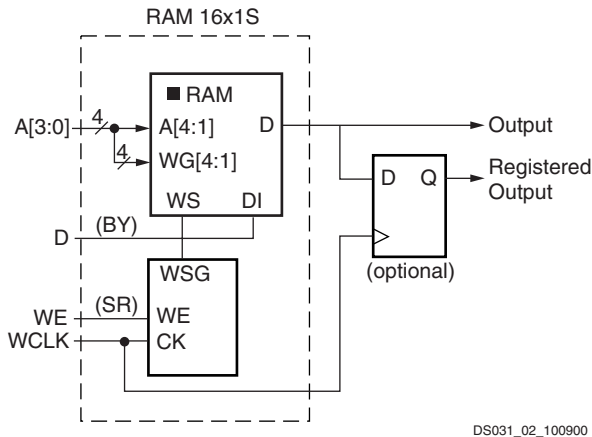 RAM 16x1S
RAM
A[3:0]
4
A[4:1]
D
Output
4
WG[4:1]
D
Q
Registered
Output
WS
DI
D
(BY)
(optional)
WSG
WE
(SR)
WE
WCLK
CK
DS031_02_100900